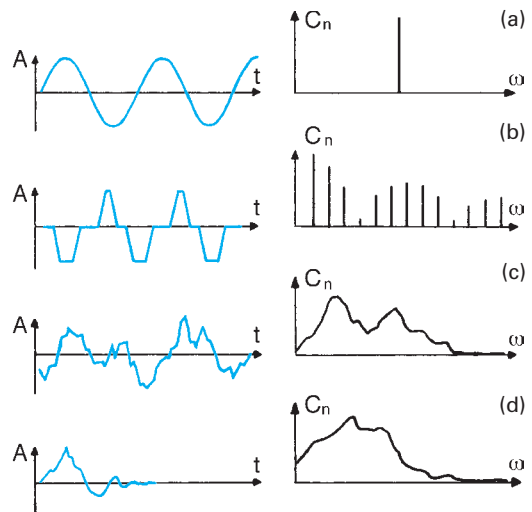 A t Cn ω (a)
A t Cn ω (b)
A t Cn ω (c)
A t Cn ω (d)